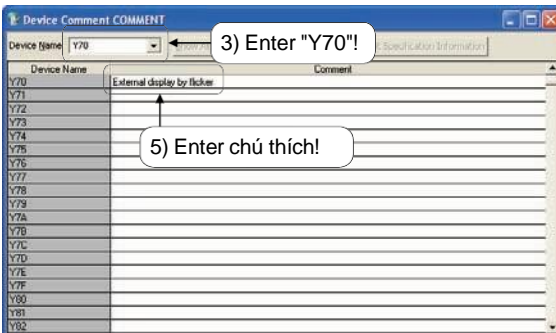 Device Comment COMMENT
Device Name Y70
3) Enter "Y70"!
Specification Information
Device Name Comment
Y70 External display by flicker
Y71
Y72
Y73
Y74
5) Enter chú thích!
Y75
Y76
Y77
Y78
Y79
Y7A
Y7B
Y7C
Y7D
Y7E
Y7F
Y80
Y81
Y82